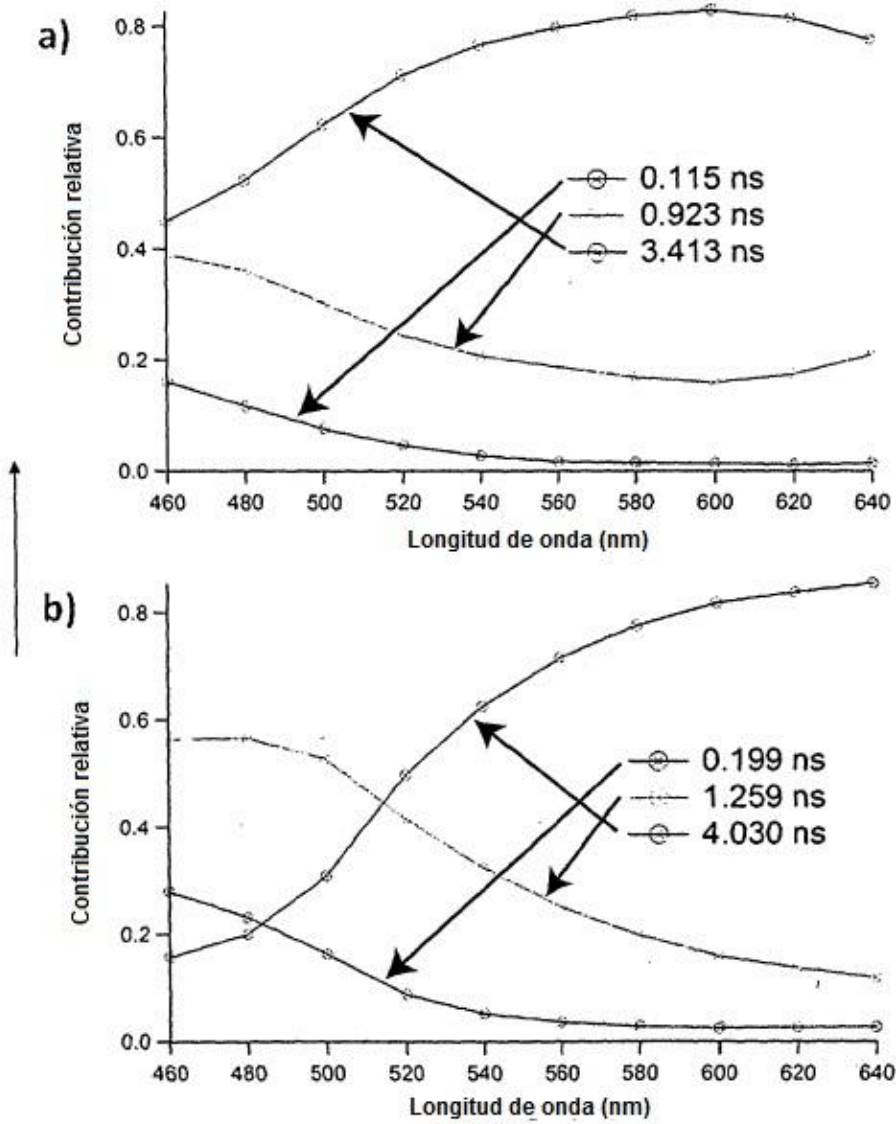 a)
Contribución relativa
0.8
0.6
0.4
0.2
0.0
0.115 ns
0.923 ns
3.413 ns
460 480 500 520 540 560 580 600 620 640
Longitud de onda (nm)
b)
Contribución relativa
0.8
0.6
0.4
0.2
0.0
0.199 ns
1.259 ns
4.030 ns
460 480 500 520 540 560 580 600 620 640
Longitud de onda (nm)